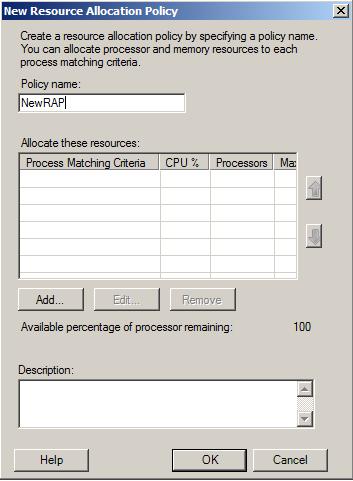 New Resource Allocation Policy
Create a resource allocation policy by specifying a policy name.
You can allocate processor and memory resources to each
process matching criteria.
Policy name:
NewRAP
Allocate these resources:
Process Matching Criteria CPU % Processors Max
Add... Edit... Remove
Available percentage of processor remaining: 100
Description:
Help OK Cancel